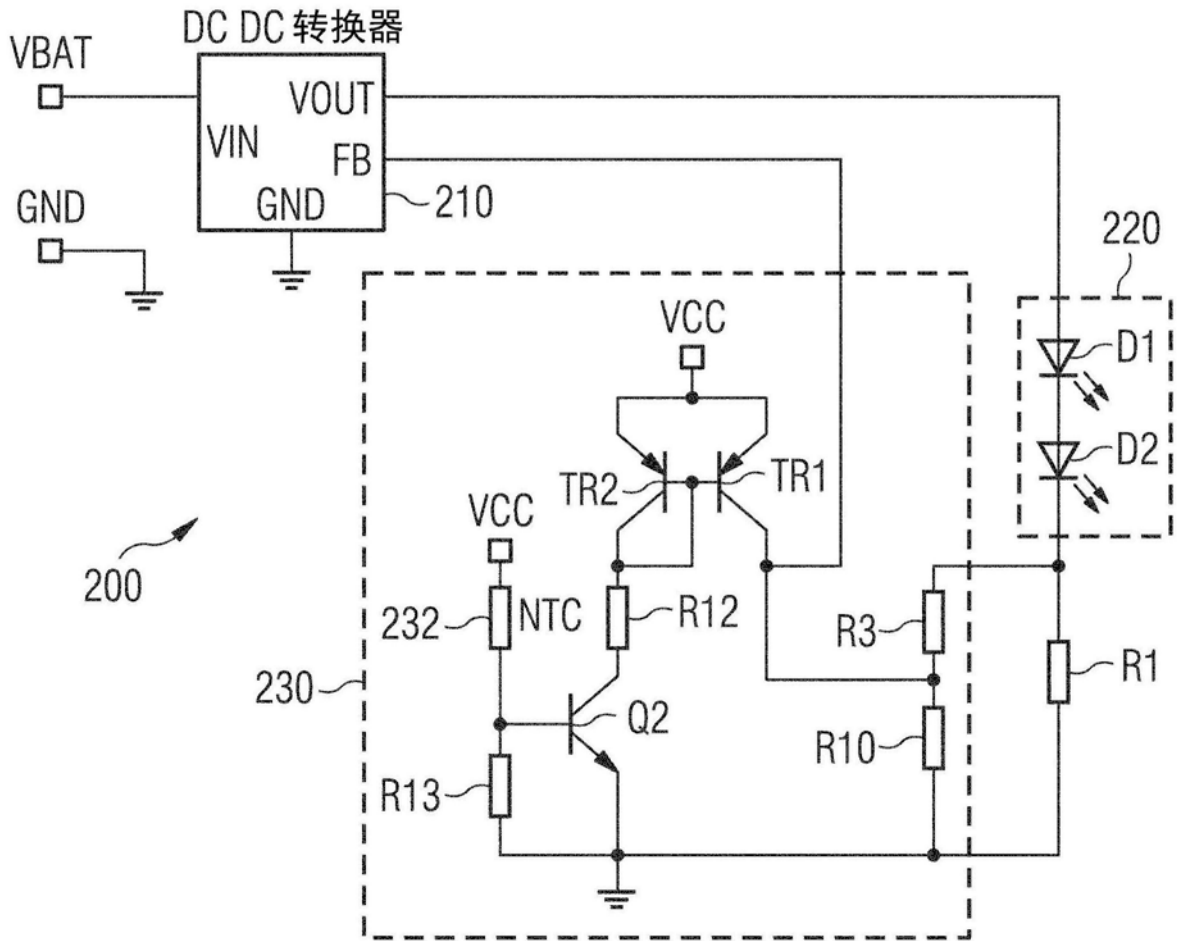 DC DC 转换器
VBAT
VOUT
VIN
FB
GND
210
GND
220
VCC
D1
TR2
TR1
D2
VCC
200
232
NTC
R12
R3
R1
230
Q2
R10
R13